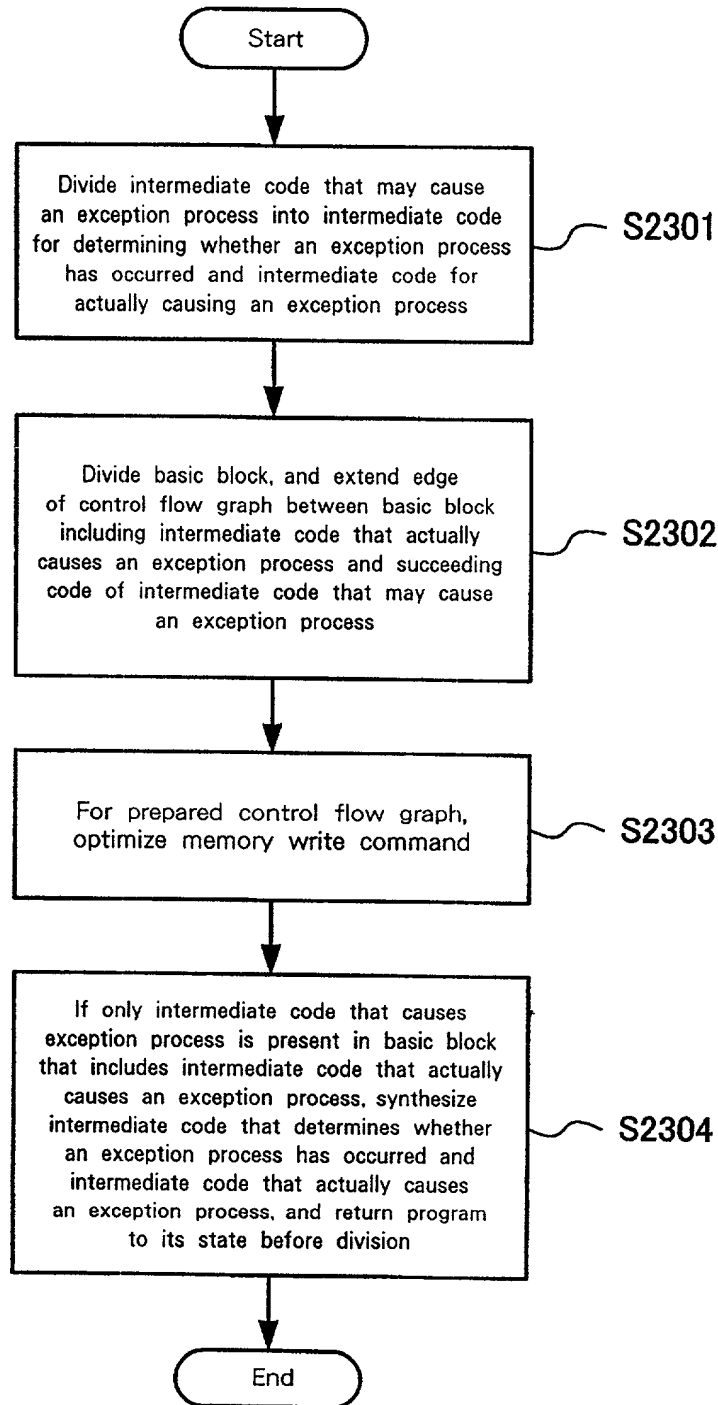 Start
Divide intermediate code that may cause
an exception process into intermediate code
for determining whether an exception process
has occurred and intermediate code for
actually causing an exception process
S2301
Divide basic block, and extend edge
of control flow graph between basic block
including intermediate code that actually
causes an exception process and succeeding
code of intermediate code that may cause
an exception process
S2302
For prepared control flow graph,
optimize memory write command
S2303
If only intermediate code that causes
exception process is present in basic block
that includes intermediate code that actually
causes an exception process, synthesize
intermediate code that determines whether
an exception process has occurred and
intermediate code that actually causes
an exception process, and return program
to its state before division
S2304
End